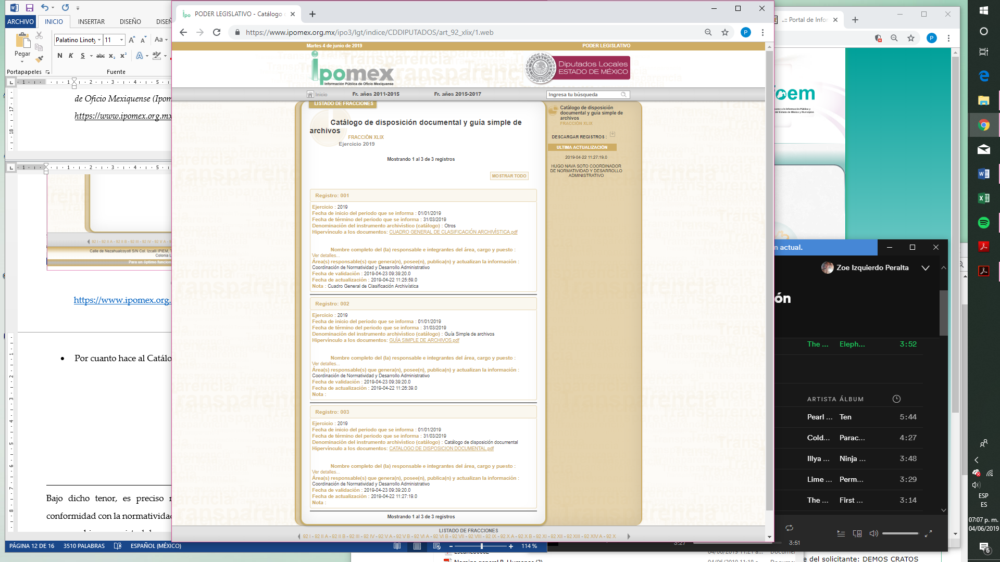 ARCHIVO
INICIO
INSERTAR
DISEÑO
Palatino Linoty
11
Pegar
Portapapeles
Fuente
de Oficio Mexiquense (Ipom
https://www.ipomex.org.mx
Calle de Nezahualcoyotl S/N Col. Izcalli IPIEM, T
Colonia L
Para un óptimo funcion
https://www.ipomex.org.
• Por cuanto hace al Catálo
Bajo dicho tenor, es preciso
conformidad con la normatividad
PÁGINA 12 DE 16
3510 PALABRAS
ESPAÑOL (MÉXICO)
114 %
PODER LEGISLATIVO - Catálogo
https://www.ipomex.org.mx/ipo3/lgt/indice/CDDIPUTADOS/art_92_xlix/1.web
Martes 4 de junio de 2019
PODER LEGISLATIVO
ipomex
Información Pública de Oficio Mexiquense
Diputados Locales
ESTADO DE MÉXICO
Inicio
Fr. años 2011-2015
Fr. años 2015-2017
Ingresa tu búsqueda
LISTADO DE FRACCIONES
Catálogo de disposición documental y guía simple de
archivos
FRACCIÓN XLIX
Ejercicio 2019
Mostrando 1 al 3 de 3 registros
MOSTRAR TODO
Registro: 001
Ejercicio : 2019
Fecha de inicio del periodo que se informa : 01/01/2019
Fecha de término del periodo que se informa : 31/03/2019
Denominación del instrumento archivístico (catálogo) : Otros
Hipervínculo a los documentos: CUADRO GENERAL DE CLASIFICACIÓN ARCHIVÍSTICA.pdf
Nombre completo del (la) responsable e integrantes del área, cargo y puesto :
Ver detalles...
Área(s) responsable(s) que genera(n), posee(n), publica(n) y actualizan la información :
Coordinación de Normatividad y Desarrollo Administrativo
Fecha de validación : 2019-04-23 09:39:20.0
Fecha de actualización : 2019-04-22 11:25:59.0
Nota : Cuadro General de Clasificación Archivística
Registro: 002
Ejercicio : 2019
Fecha de inicio del periodo que se informa : 01/01/2019
Fecha de término del periodo que se informa : 31/03/2019
Denominación del instrumento archivístico (catálogo) : Guía Simple de archivos
Hipervínculo a los documentos: GUÍA SIMPLE DE ARCHIVOS.pdf
Nombre completo del (la) responsable e integrantes del área, cargo y puesto :
Ver detalles...
Área(s) responsable(s) que genera(n), posee(n), publica(n) y actualizan la información :
Coordinación de Normatividad y Desarrollo Administrativo
Fecha de validación : 2019-04-23 09:39:20.0
Fecha de actualización : 2019-04-22 11:26:39.0
Nota :
Registro: 003
Ejercicio : 2019
Fecha de inicio del periodo que se informa : 01/01/2019
Fecha de término del periodo que se informa : 31/03/2019
Denominación del instrumento archivístico (catálogo) : Catálogo de disposición documental
Hipervínculo a los documentos: CATALOGO DE DISPOSICION DOCUMENTAL.pdf
Nombre completo del (la) responsable e integrantes del área, cargo y puesto :
Ver detalles...
Área(s) responsable(s) que genera(n), posee(n), publica(n) y actualizan la información :
Coordinación de Normatividad y Desarrollo Administrativo
Fecha de validación : 2019-04-23 09:39:20.0
Fecha de actualización : 2019-04-22 11:27:19.0
Nota :
Mostrando 1 al 3 de 3 registros
LISTADO DE FRACCIONES
92 I - 92 II A - 92 II B - 92 III - 92 IV - 92 V A - 92 V B - 92 VI A - 92 VI B - 92 VII - 92 VIII - 92 IX - 92 X A - 92 X B - 92 XI - 92 XII - 92 XIII - 92 XIV A - 92 X
Catálogo de disposición
documental y guía simple de
archivos
FRACCIÓN XLIX
DESCARGAR REGISTROS :
ULTIMA ACTUALIZACIÓN
2019-04-22 11:27:19.0
HUGO NAVA SOTO COORDINADOR
DE NORMATIVIDAD Y DESARROLLO
ADMINISTRATIVO
..:: Portal de Infor
P
foem
n actual.
Zoe Izquierdo Peralta
ón
The ... Eleph... 3:52
ARTISTA ÁLBUM
Pearl ... Ten 5:44
Cold... Parac... 4:27
Illya ... Ninja ... 3:48
Lime ... Perm... 3:29
The ... First ... 3:14
3:27
3:51
e del solicitante: DEMOS CRATOS
ESP
ES
07:07 p. m.
04/06/2019
6